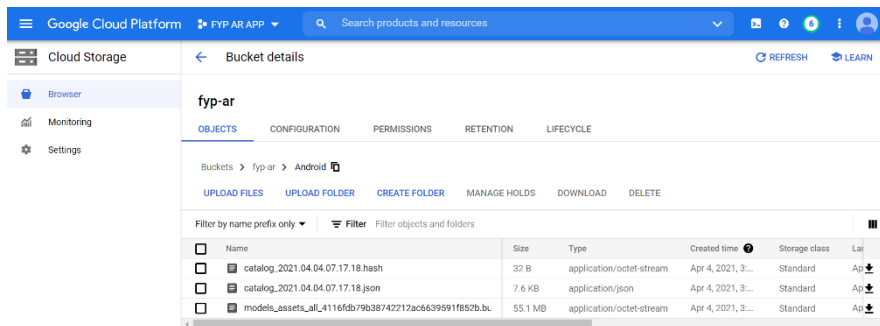 Google Cloud Platform FYP AR APP Search products and resources 6
Cloud Storage Bucket details REFRESH LEARN
Browser
fyp-ar
Monitoring
OBJECTS CONFIGURATION PERMISSIONS RETENTION LIFECYCLE
Settings
Buckets > fyp-ar > Android
UPLOAD FILES UPLOAD FOLDER CREATE FOLDER MANAGE HOLDS DOWNLOAD DELETE
Filter by name prefix only Filter Filter objects and folders
Name Size Type Created time Storage class Las
catalog_2021.04.04.07.17.18.hash 32 B application/octet-stream Apr 4, 2021, 3:... Standard Ap
catalog_2021.04.04.07.17.18.json 7.6 KB application/json Apr 4, 2021, 3:... Standard Ap
models_assets_all_4116fdb79b38742212ac6639591f852b.bu 55.1 MB application/octet-stream Apr 4, 2021, 3:... Standard Ap